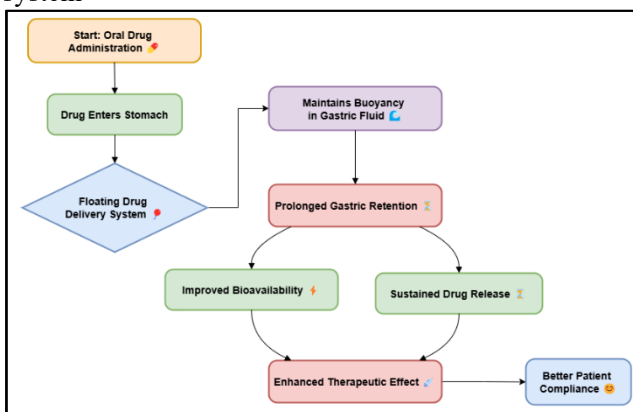 Start: Oral Drug
Administration 💊
Drug Enters Stomach
Floating Drug
Delivery System 🎈
Maintains Buoyancy
in Gastric Fluid 🌊
Prolonged Gastric Retention ⏳
Improved Bioavailability ⚡
Sustained Drug Release ⏳
Enhanced Therapeutic Effect 💉
Better Patient
Compliance 😊